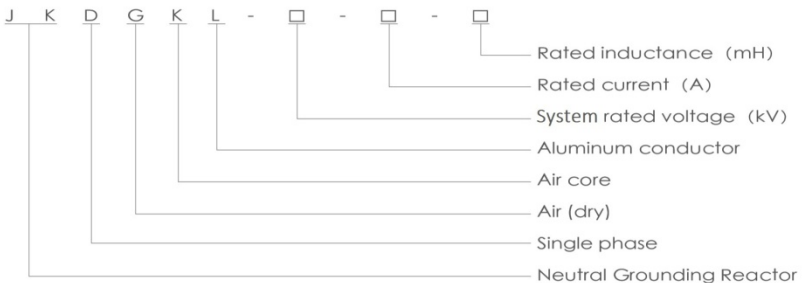 J K D G K L - □ - □ - □
Rated inductance (mH)
Rated current (A)
System rated voltage (kV)
Aluminum conductor
Air core
Air (dry)
Single phase
Neutral Grounding Reactor